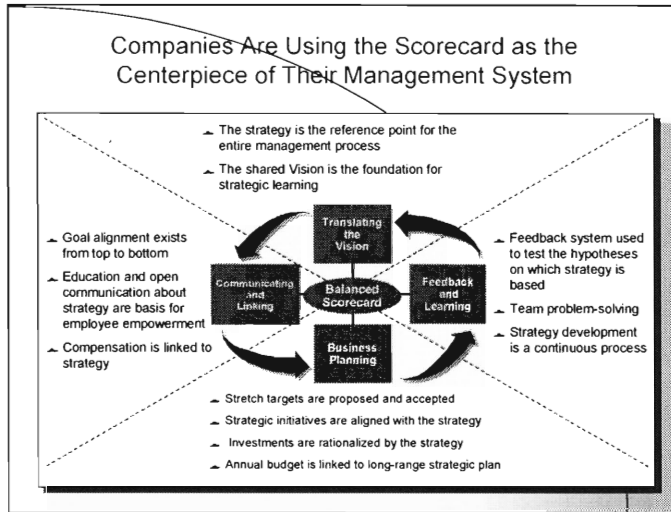 Companies Are Using the Scorecard as the
Centerpiece of Their Management System
The strategy is the reference point for the
entire management process
The shared Vision is the foundation for
strategic learning
Translating
the
Vision
Goal alignment exists
from top to bottom
Education and open
communication about
strategy are basis for
employee empowerment
Compensation is linked to
strategy
Communicating
and
Linking
Balanced
Scorecard
Feedback
and
Learning
Feedback system used
to test the hypotheses
on which strategy is
based
Team problem-solving
Strategy development
is a continuous process
Business
Planning
Stretch targets are proposed and accepted
Strategic initiatives are aligned with the strategy
Investments are rationalized by the strategy
Annual budget is linked to long-range strategic plan